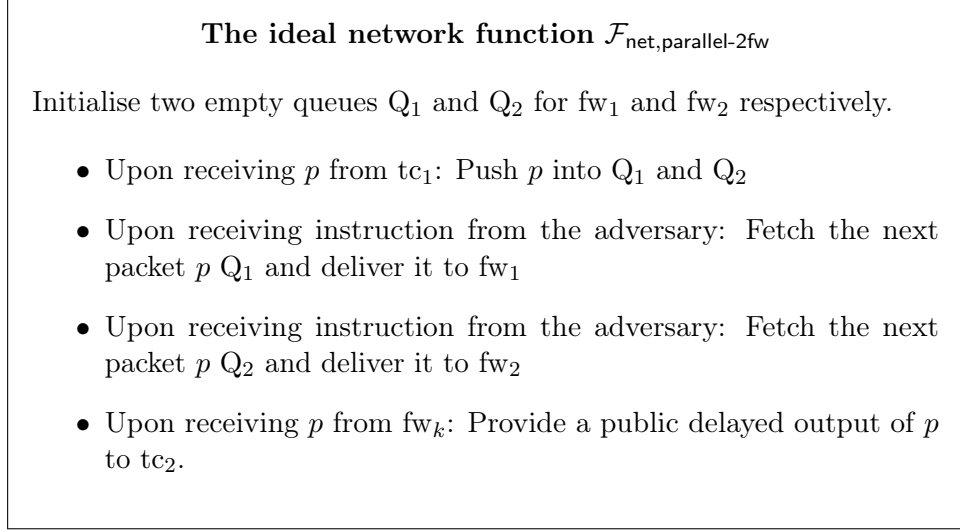 The ideal network function F_net,parallel-2fw
Initialise two empty queues Q_1 and Q_2 for fw_1 and fw_2 respectively.
• Upon receiving p from tc_1: Push p into Q_1 and Q_2
• Upon receiving instruction from the adversary: Fetch the next
packet p Q_1 and deliver it to fw_1
• Upon receiving instruction from the adversary: Fetch the next
packet p Q_2 and deliver it to fw_2
• Upon receiving p from fw_k: Provide a public delayed output of p
to tc_2.